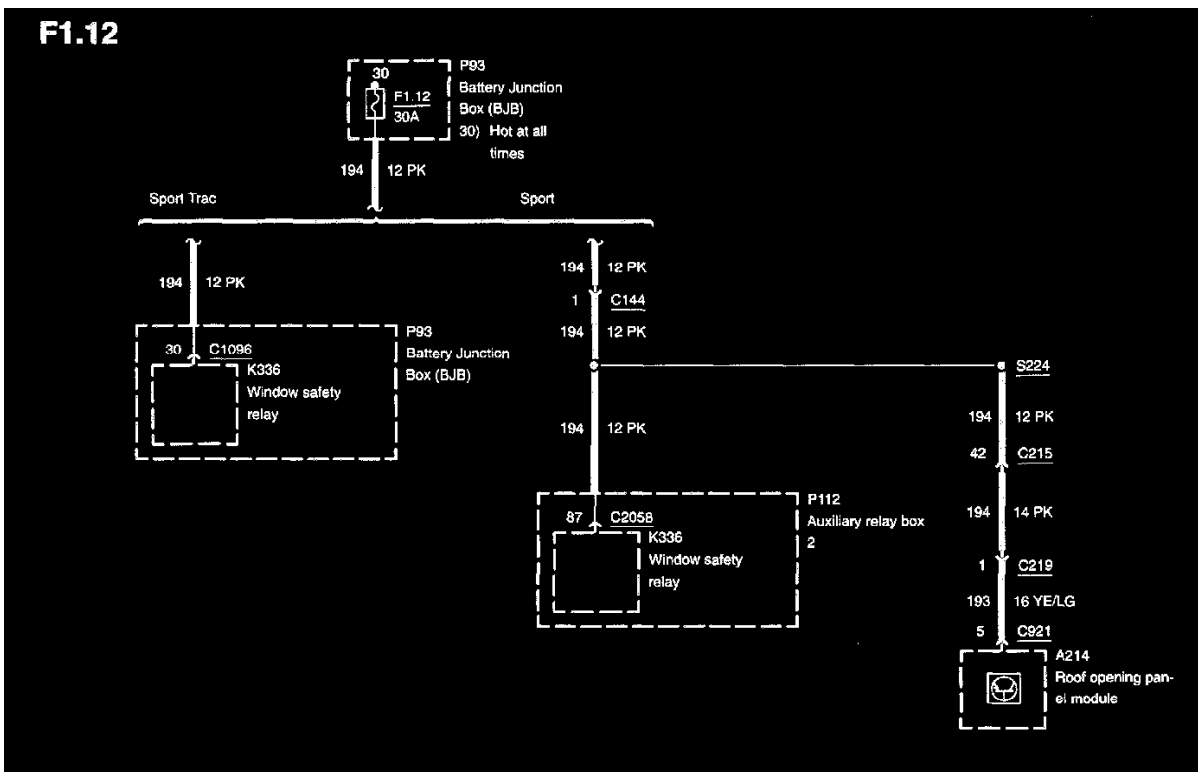 F1.12
30
F1.12
30A
P93
Battery Junction
Box (BJB)
30) Hot at all
times
194 12 PK
Sport Trac
Sport
194 12 PK
194 12 PK
1 C144
194 12 PK
30 C1096
K336
Window safety
relay
P93
Battery Junction
Box (BJB)
S224
194 12 PK
194 12 PK
42 C215
87 C2058
K336
Window safety
relay
P112
Auxiliary relay box
2
194 14 PK
1 C219
193 16 YE/LG
5 C921
A214
Roof opening pan-
el module